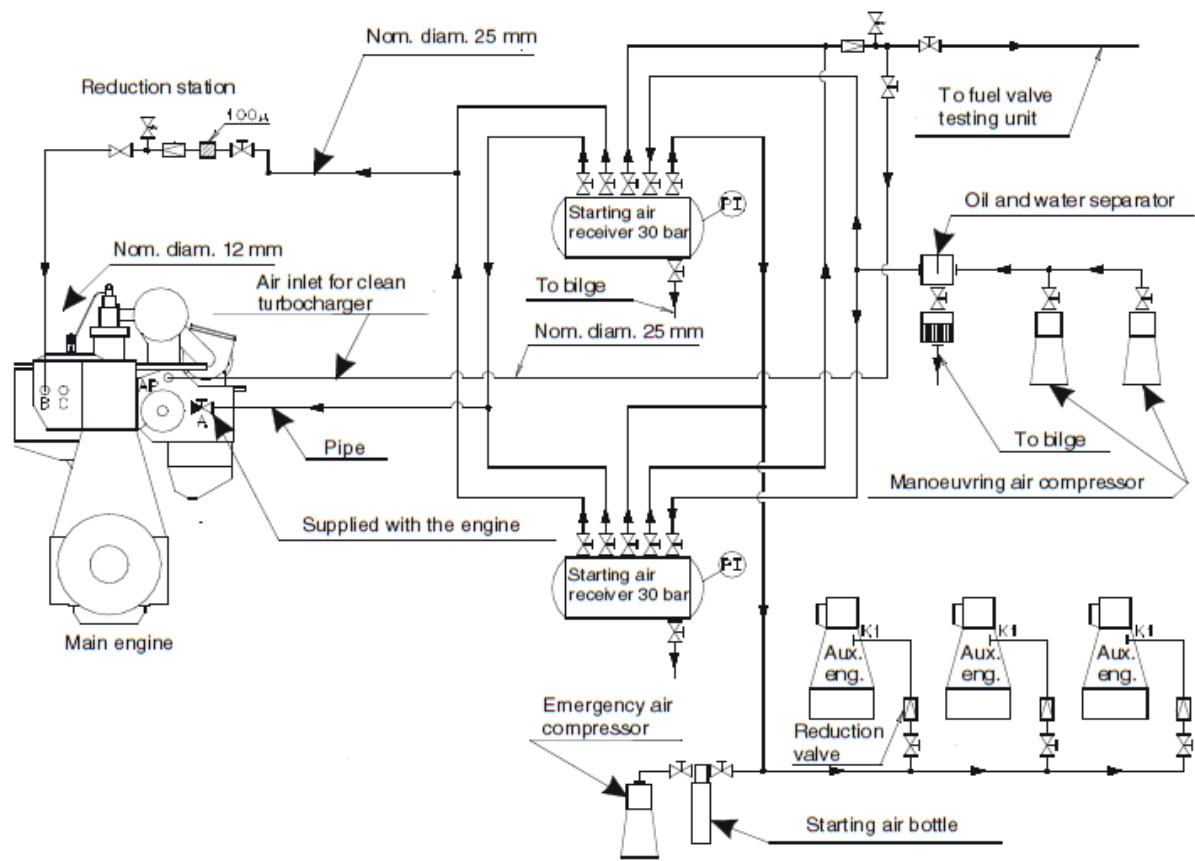 Nom. diam. 25 mm
Reduction station
100µ
To fuel valve
testing unit
Oil and water separator
Starting air
receiver 30 bar
PI
Nom. diam. 12 mm
Air inlet for clean
turbocharger
To bilge
Nom. diam. 25 mm
AP
B C
A
Pipe
To bilge
Manoeuvring air compressor
Supplied with the engine
Starting air
receiver 30 bar
PI
Main engine
K1
Aux.
eng.
K1
Aux.
eng.
K1
Aux.
eng.
Emergency air
compressor
Reduction
valve
Starting air bottle